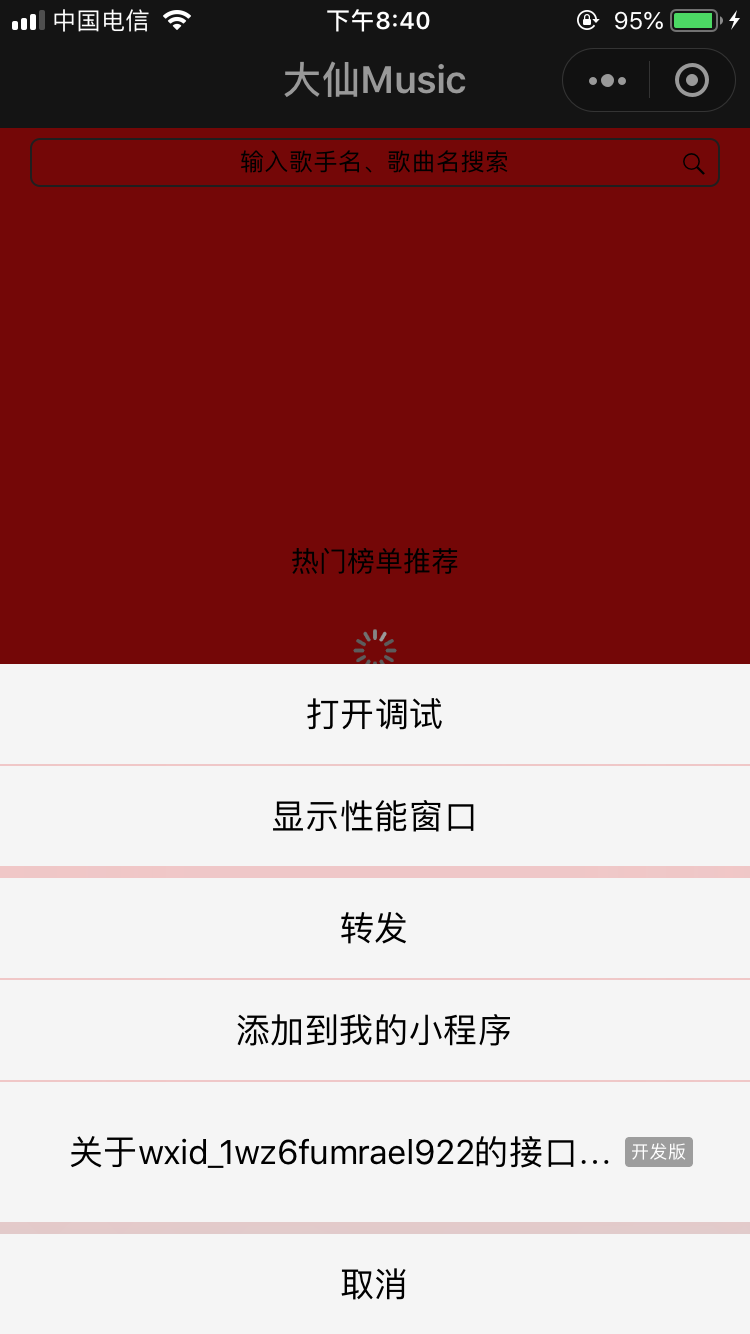 中国电信
下午8:40
95%
大仙Music
输入歌手名、歌曲名搜索
热门榜单推荐
打开调试
显示性能窗口
转发
添加到我的小程序
关于wxid_1wz6fumrael922的接口... 开发版
取消